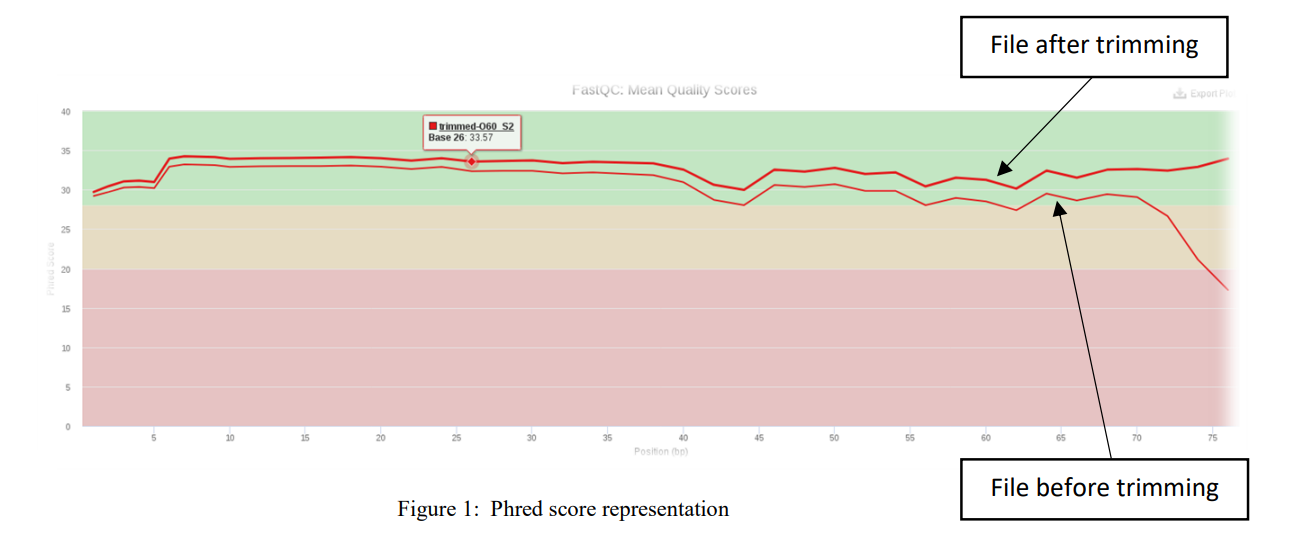 File after trimming
FastQC: Mean Quality Scores
Export Plot
40
35
30
25
20
15
10
5
0
Phred Score
trimmed-O60_S2
Base 26: 33.57
5
10
15
20
25
30
35
40
45
50
55
60
65
70
75
Position (bp)
File before trimming
Figure 1: Phred score representation